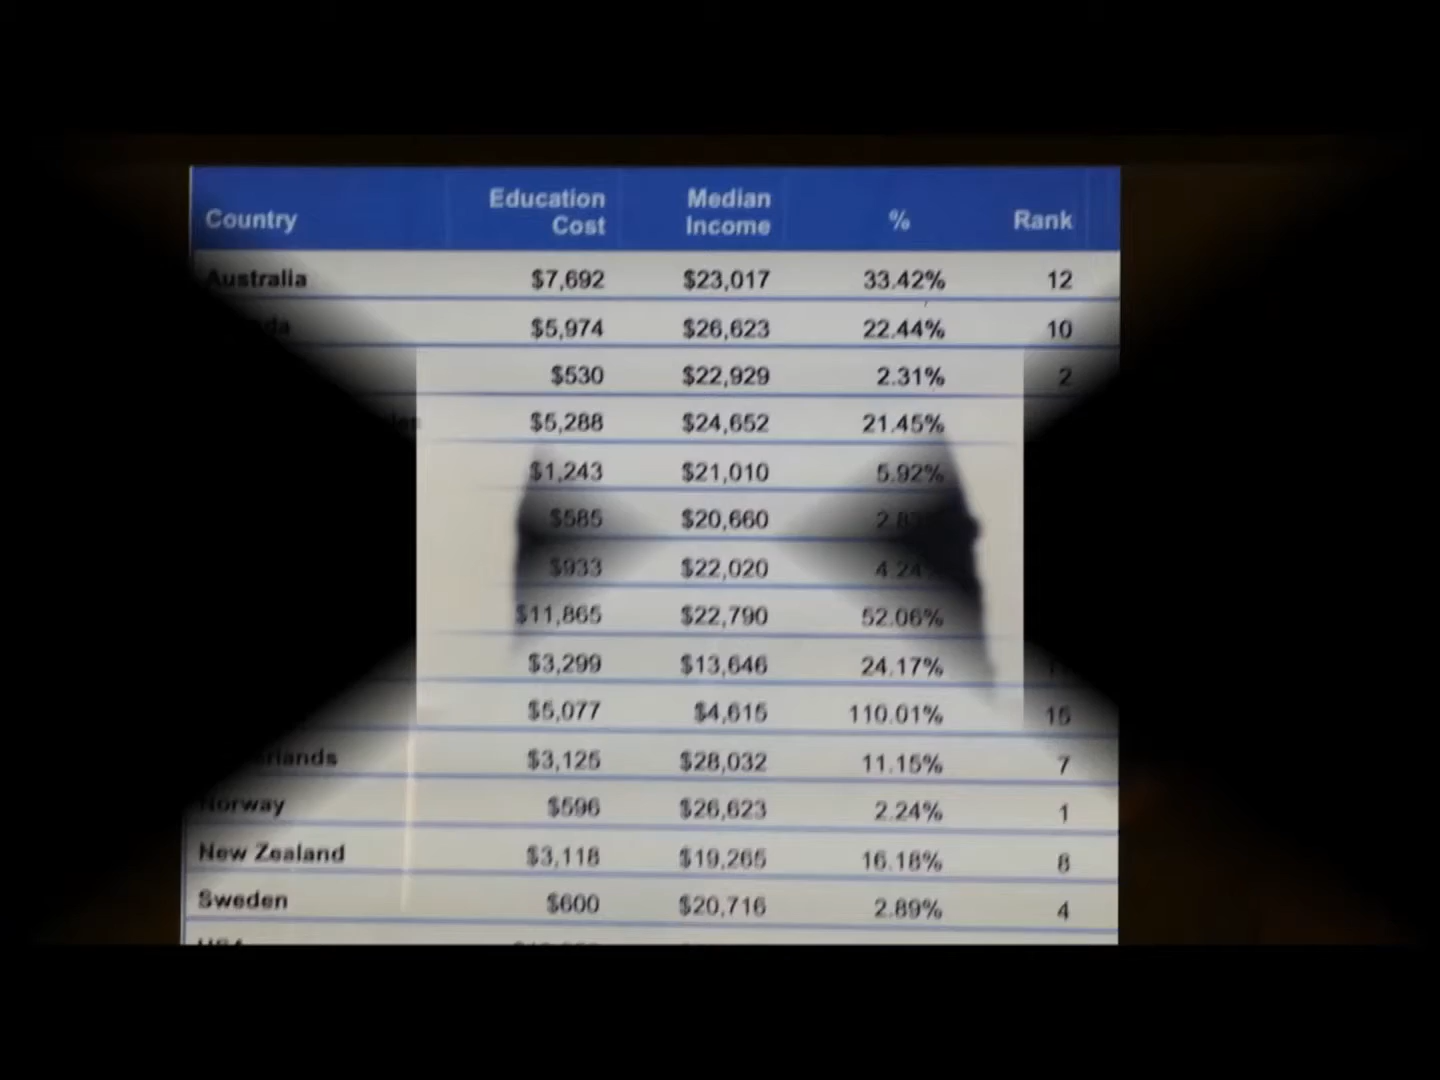 Country Education Cost Median Income % Rank
Australia $7,692 $23,017 33.42% 12
$5,974 $26,623 22.44% 10
$530 $22,929 2.31% 2
$5,288 $24,652 21.45%
$1,243 $21,010 5.92%
$585 $20,660
$933 $22,020
$11,865 $22,790 52.06%
$3,299 $13,646 24.17%
$5,077 $4,615 110.01% 15
$3,125 $28,032 11.15% 7
Norway $596 $26,623 2.24% 1
New Zealand $3,118 $19,265 16.18% 8
Sweden $600 $20,716 2.89% 4